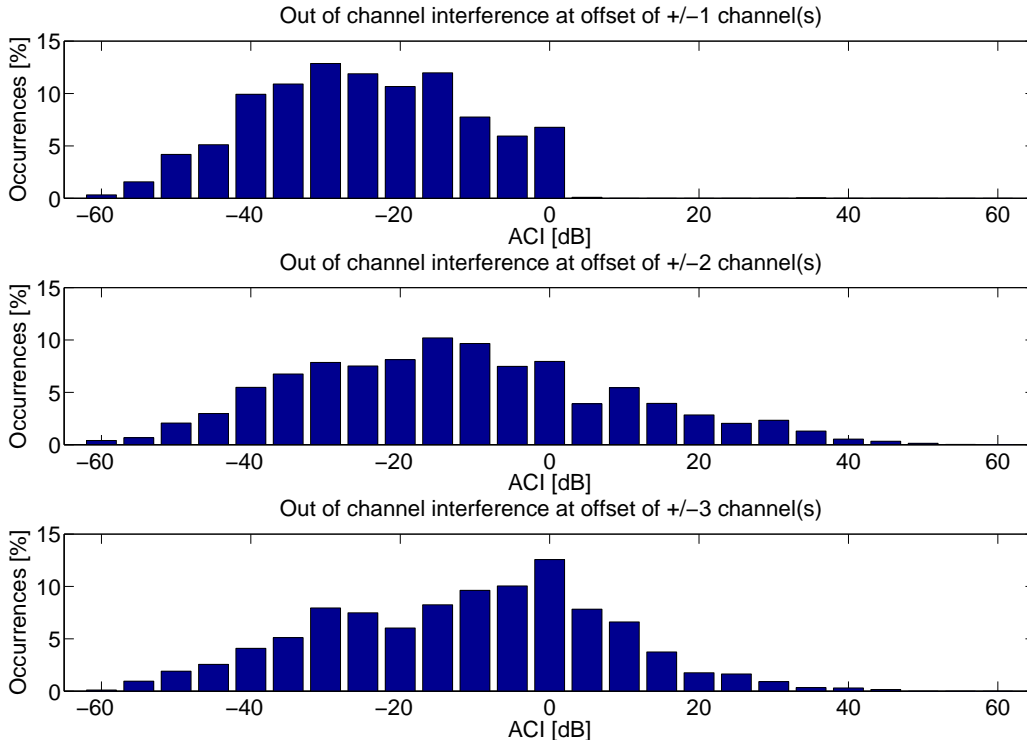 Out of channel interference at offset of +/−1 channel(s)
Occurrences [%]
15
10
5
0
−60 −40 −20 0 20 40 60
ACI [dB]
Out of channel interference at offset of +/−2 channel(s)
Occurrences [%]
15
10
5
0
−60 −40 −20 0 20 40 60
ACI [dB]
Out of channel interference at offset of +/−3 channel(s)
Occurrences [%]
15
10
5
0
−60 −40 −20 0 20 40 60
ACI [dB]